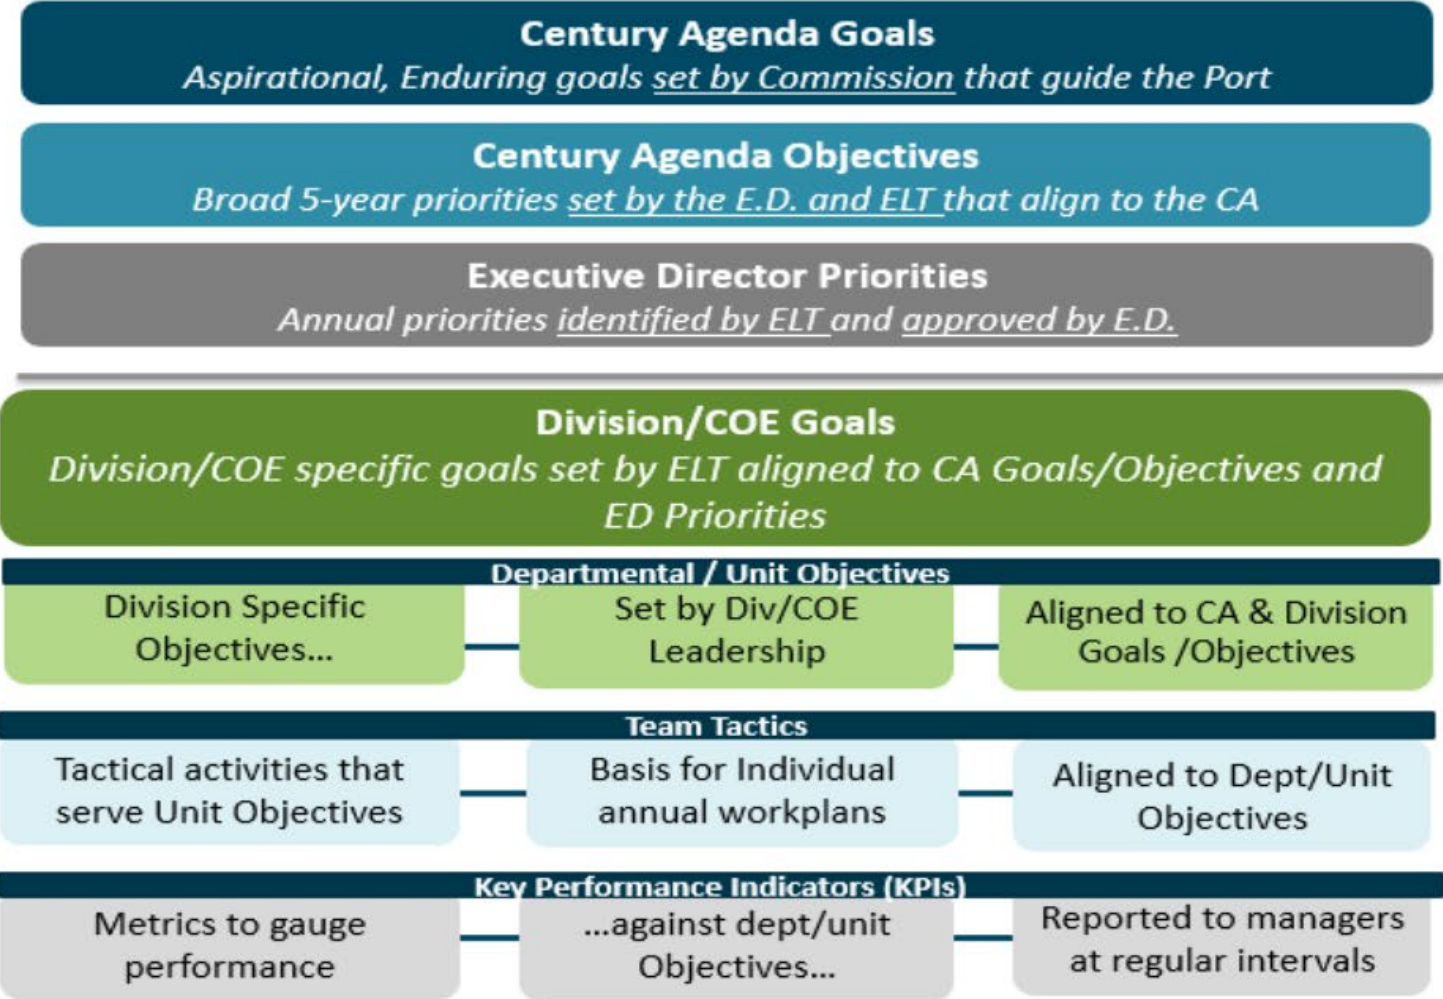 Century Agenda Goals
Aspirational, Enduring goals set by Commission that guide the Port
Century Agenda Objectives
Broad 5-year priorities set by the E.D. and ELT that align to the CA
Executive Director Priorities
Annual priorities identified by ELT and approved by E.D.
Division/COE Goals
Division/COE specific goals set by ELT aligned to CA Goals/Objectives and
ED Priorities
Departmental / Unit Objectives
Division Specific
Objectives...
Set by Div/COE
Leadership
Aligned to CA & Division
Goals /Objectives
Team Tactics
Tactical activities that
serve Unit Objectives
Basis for Individual
annual workplans
Aligned to Dept/Unit
Objectives
Key Performance Indicators (KPIs)
Metrics to gauge
performance
...against dept/unit
Objectives...
Reported to managers
at regular intervals